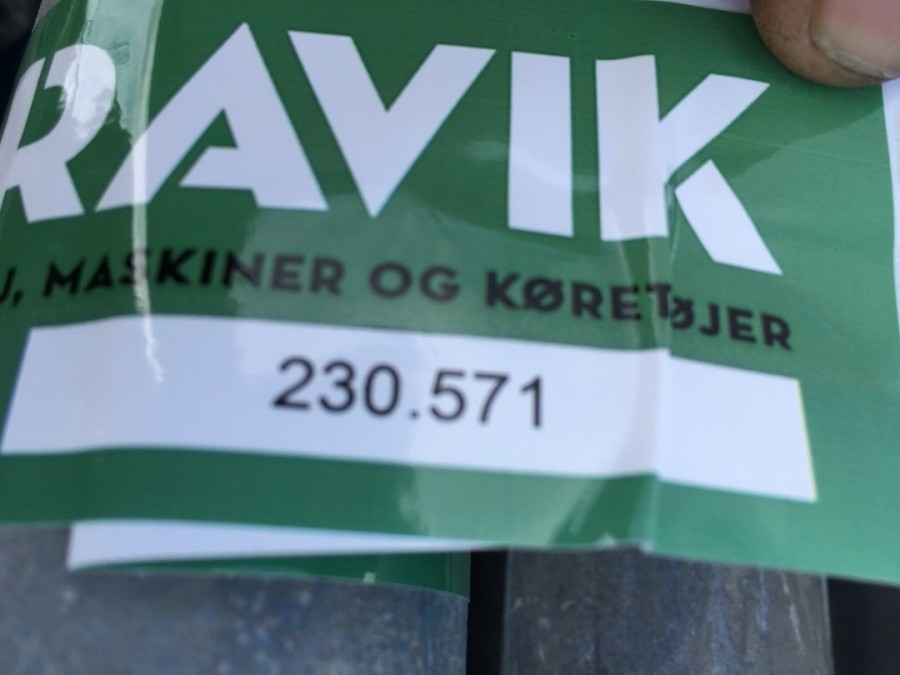 RAVIK
J, MASKINER OG KØRETØJER
230.571